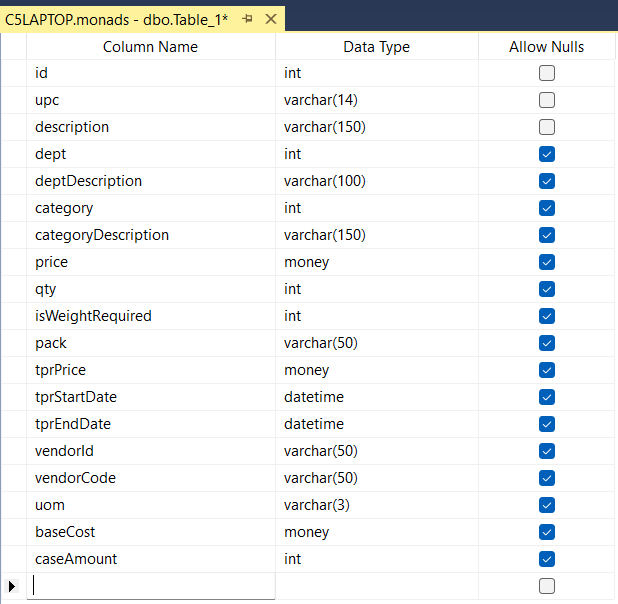 C5LAPTOP.monads - dbo.Table_1*
Column Name Data Type Allow Nulls
id int
upc varchar(14)
description varchar(150)
dept int
deptDescription varchar(100)
category int
categoryDescription varchar(150)
price money
qty int
isWeightRequired int
pack varchar(50)
tprPrice money
tprStartDate datetime
tprEndDate datetime
vendorId varchar(50)
vendorCode varchar(50)
uom varchar(3)
baseCost money
caseAmount int